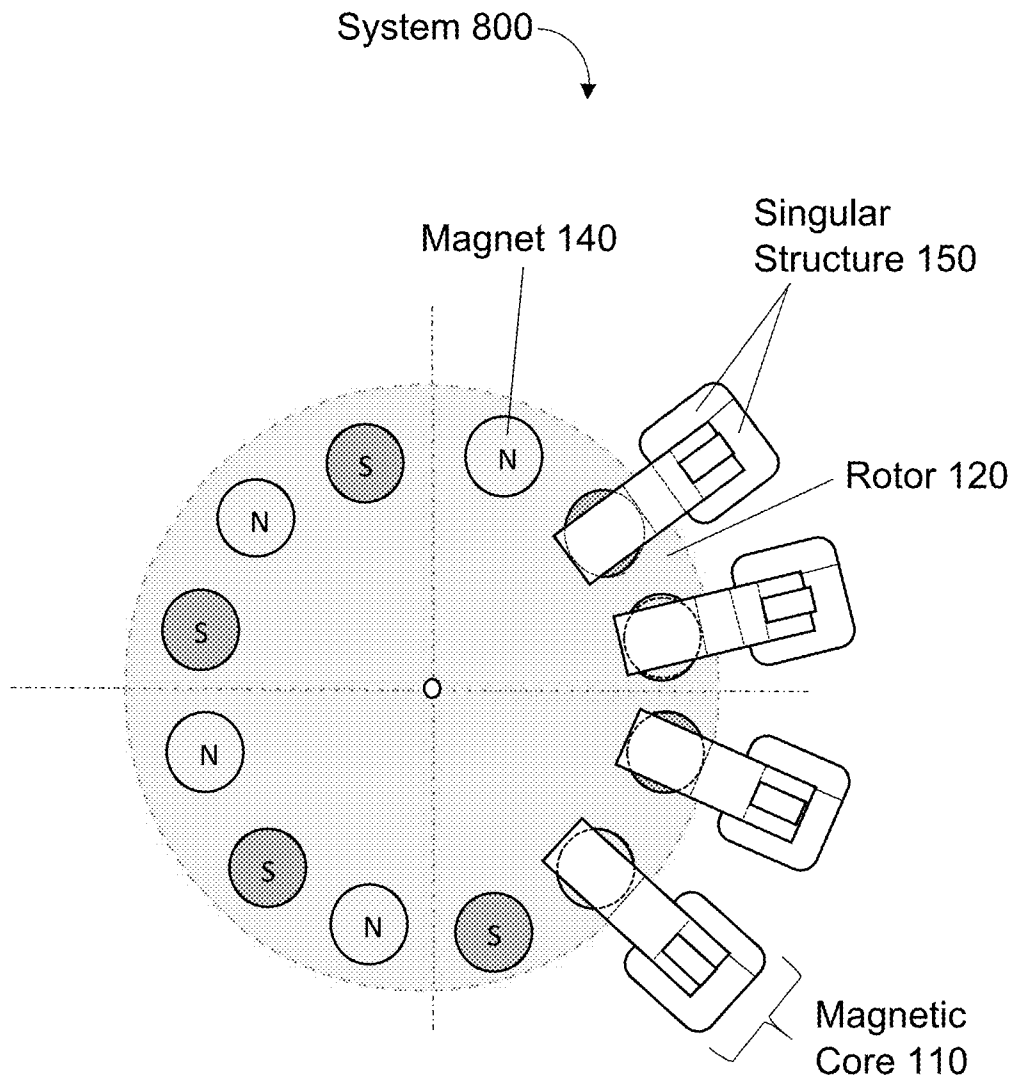 System 800
Singular
Structure 150
Magnet 140
N
S
Rotor 120
N
S
N
S
N
S
Magnetic
Core 110